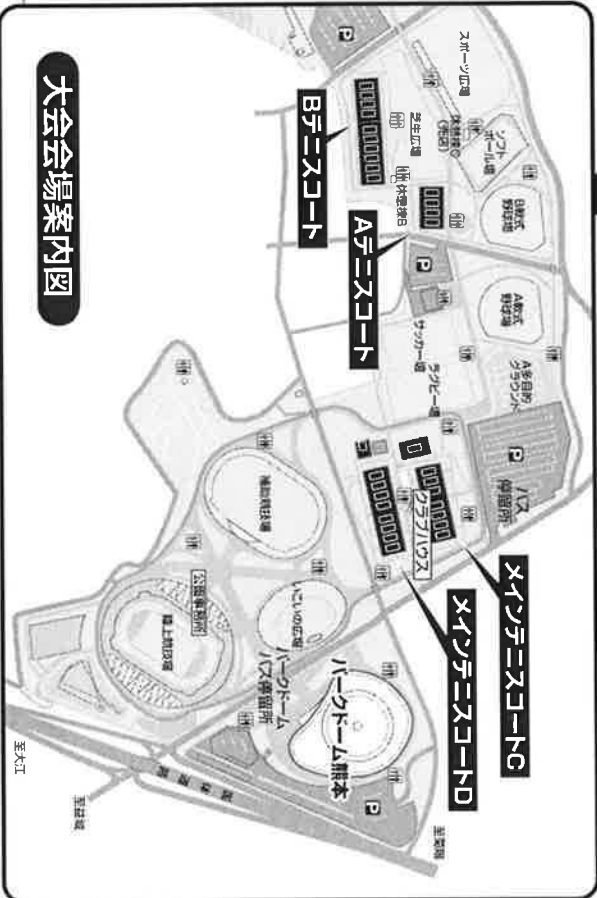 大会会場案内図
スポーツ広場
ソフト
ボール場
休憩棟C
(売店)
芝生広場
休憩棟B
B軟式
野球場
A軟式
野球場
Bテニスコート
Aテニスコート
P
P
サッカー場
ラグビー場
A多目的
グラウンド
P
バス
停留所
クラブハウス
メインテニスコートC
メインテニスコートD
補助競技場
いこいの広場
公園事務所
陸上競技場
パークドーム
バス停留所
パークドーム熊本
P
至大江
至益城
至菊陽